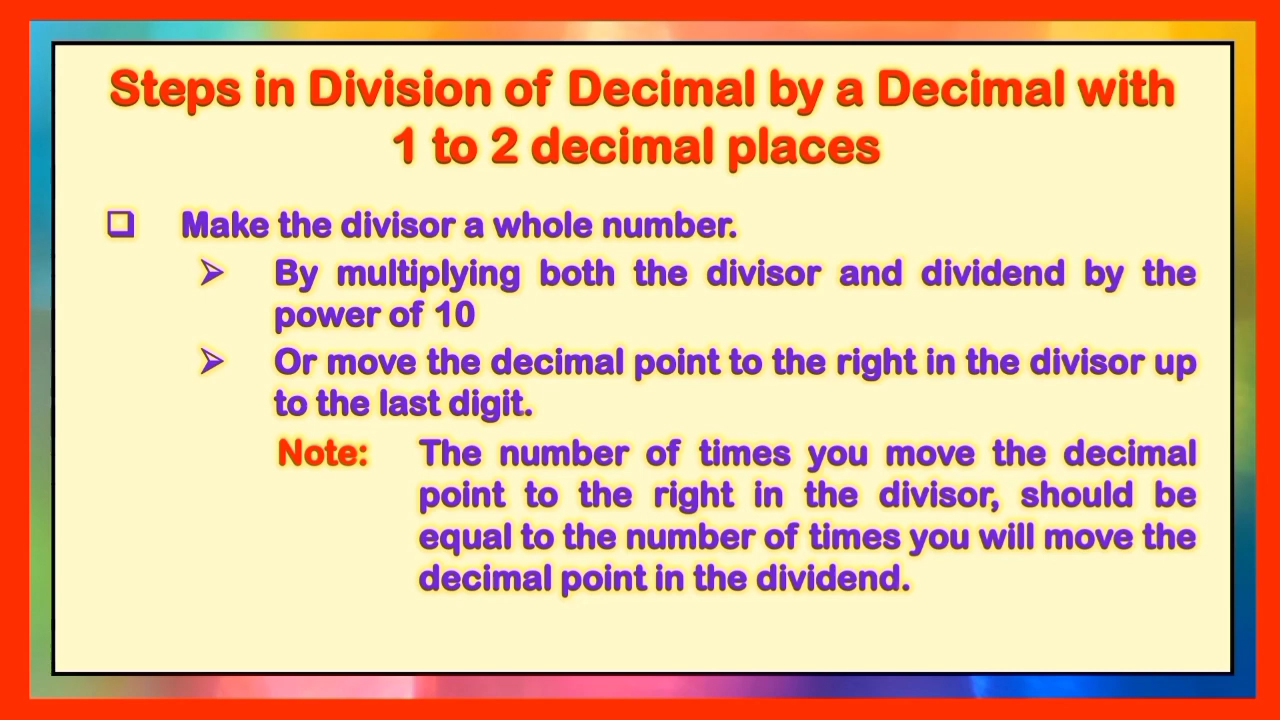 Steps in Division of Decimal by a Decimal with
1 to 2 decimal places
❑ Make the divisor a whole number.
➢ By multiplying both the divisor and dividend by the
power of 10
➢ Or move the decimal point to the right in the divisor up
to the last digit.
Note: The number of times you move the decimal
point to the right in the divisor, should be
equal to the number of times you will move the
decimal point in the dividend.